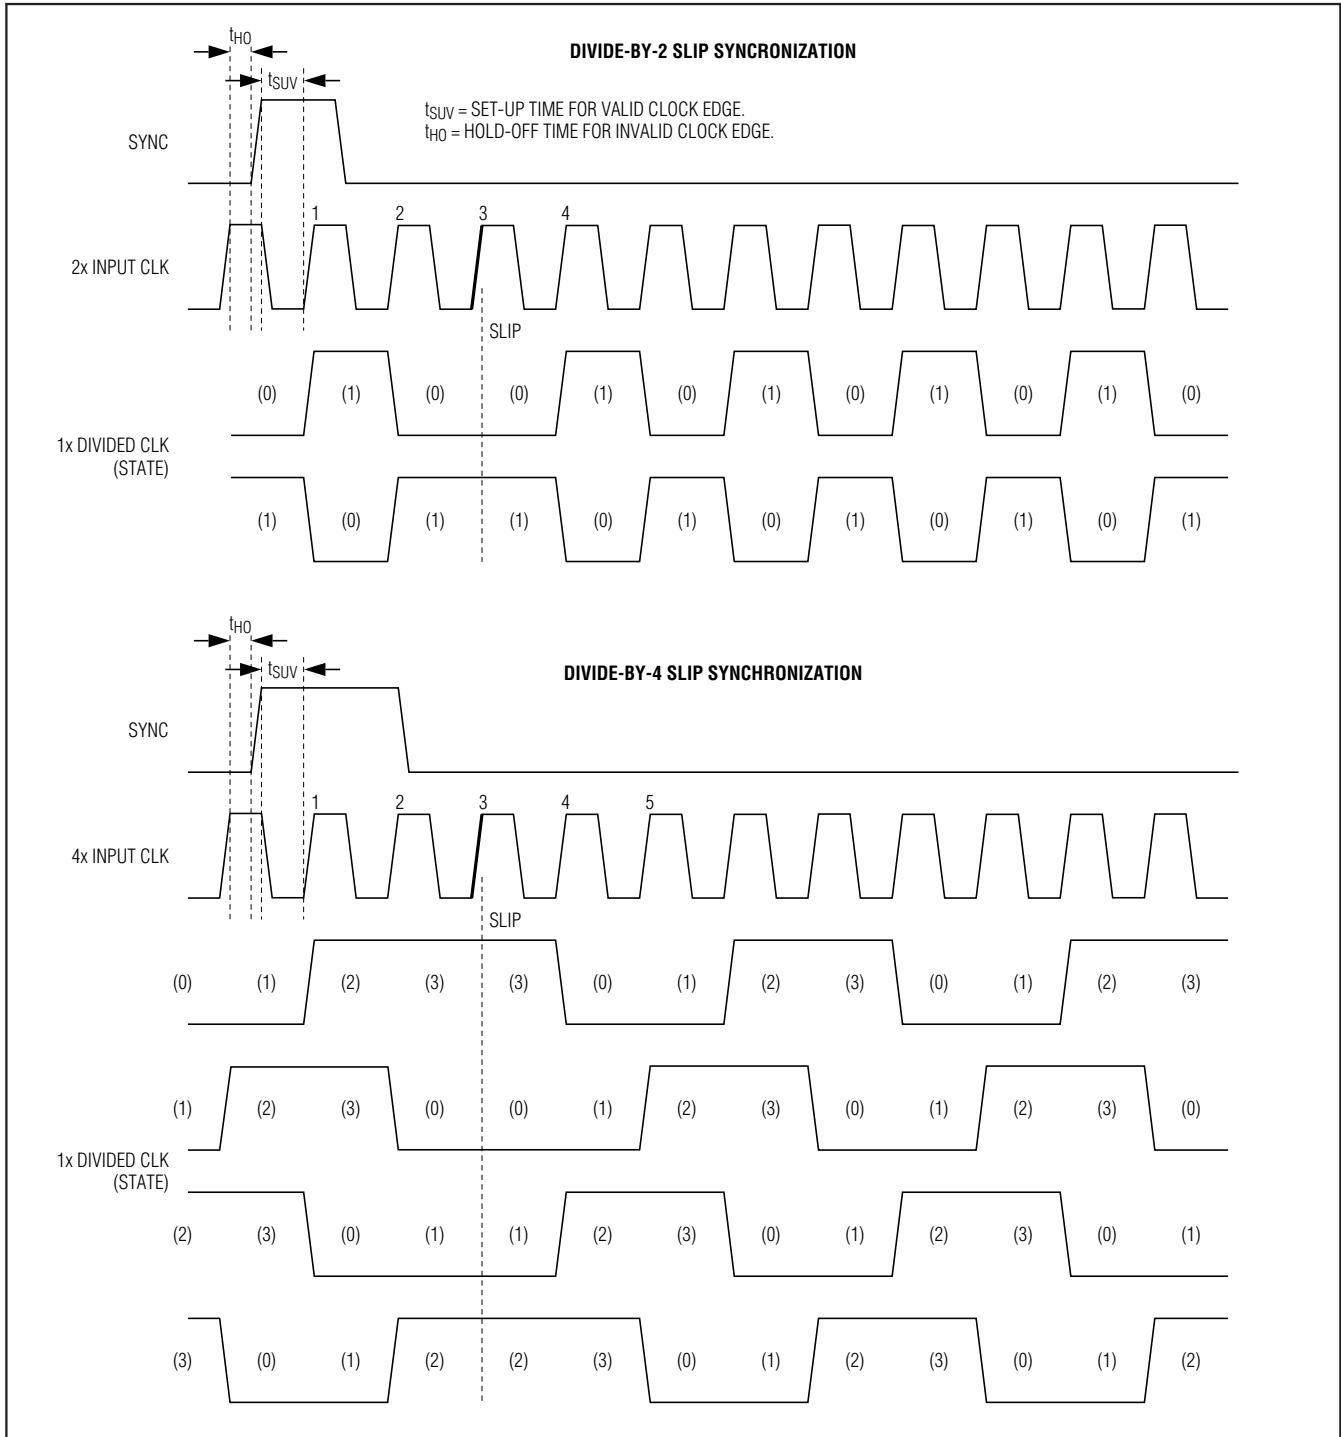 tHO
DIVIDE-BY-2 SLIP SYNCRONIZATION
tSUV
tSUV = SET-UP TIME FOR VALID CLOCK EDGE.
tHO = HOLD-OFF TIME FOR INVALID CLOCK EDGE.
SYNC
1 2 3 4
2x INPUT CLK
SLIP
(0) (1) (0) (0) (1) (0) (1) (0) (1) (0) (1) (0)
1x DIVIDED CLK
(STATE)
(1) (0) (1) (1) (0) (1) (0) (1) (0) (1) (0) (1)
tHO
tSUV
DIVIDE-BY-4 SLIP SYNCHRONIZATION
SYNC
1 2 3 4 5
4x INPUT CLK
SLIP
(0) (1) (2) (3) (3) (0) (1) (2) (3) (0) (1) (2) (3)
(1) (2) (3) (0) (0) (1) (2) (3) (0) (1) (2) (3) (0)
1x DIVIDED CLK
(STATE)
(2) (3) (0) (1) (1) (2) (3) (0) (1) (2) (3) (0) (1)
(3) (0) (1) (2) (2) (3) (0) (1) (2) (3) (0) (1) (2)